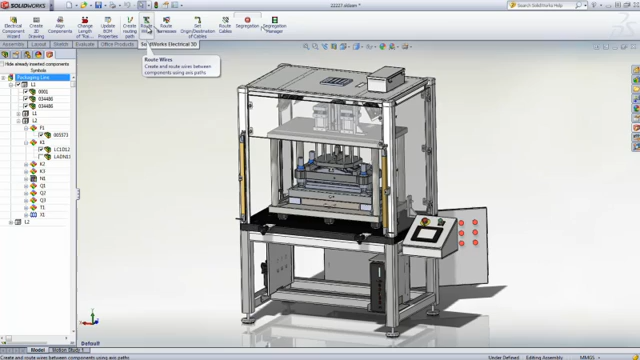 SOLIDWORKS
22227.sldasm *
Electrical Component Wizard
Create 3D Drawing
Align Components
Change Length of The...
Update BOM Properties
Create routing path
Route Wires
Route Harnesses
Set Origin/Destination of Cables
Route Cables
Segregation
Segregation Manager
Assembly
Layout
Sketch
Evaluate
Office Products
SolidWorks Electrical 3D
Route Wires
Create and route wires between components using axis paths
Hide already inserted components
Symbols
Packaging Line
L1
0001
034486
034486
L1
L2
F1
005573
K1
LC1D12
LADN11
K2
K3
N1
Q1
Q2
Q3
T1
X1
L2
Default
Model
Motion Study 1
Create and route wires between components using axis paths
Under Defined
Editing Assembly
MMGS